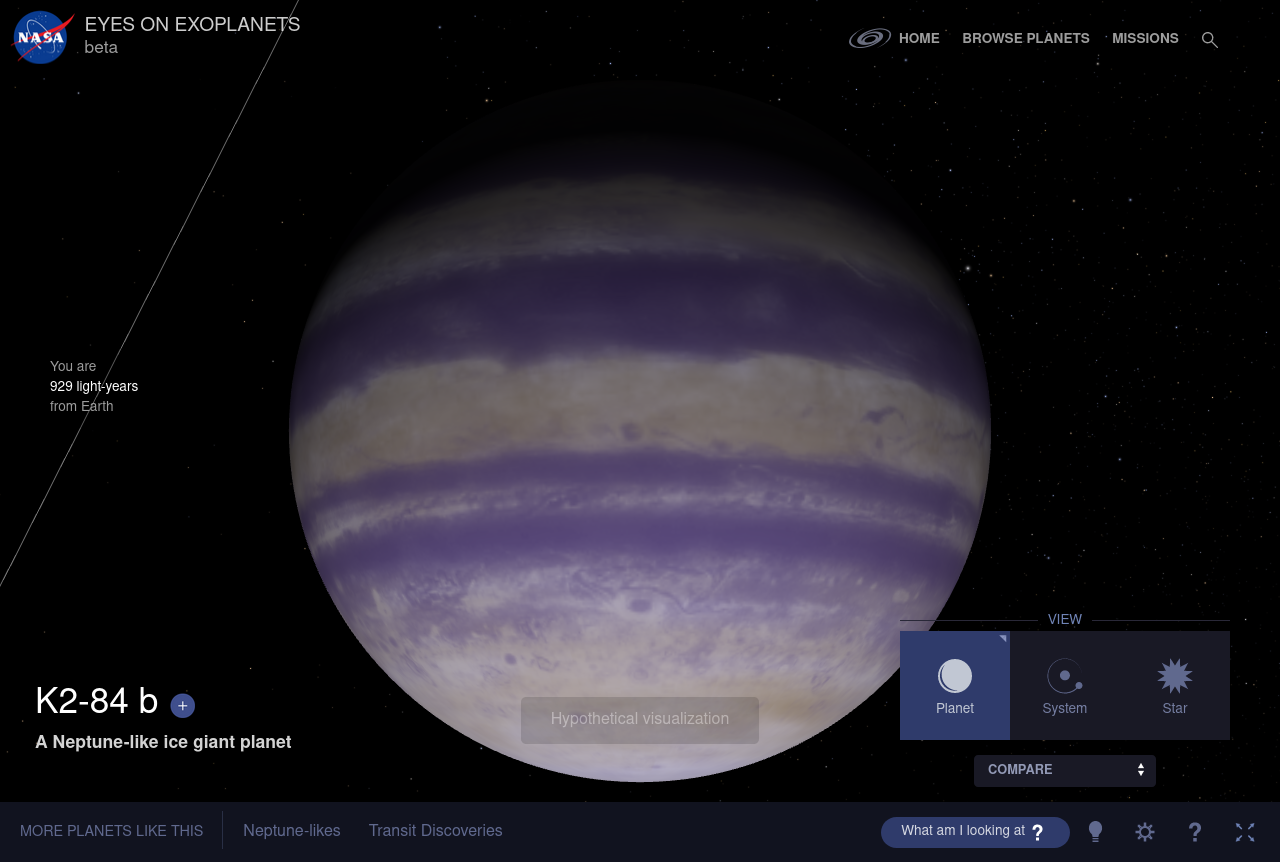 NASA
EYES ON EXOPLANETS
beta
HOME
BROWSE PLANETS
MISSIONS
You are
929 light-years
from Earth
VIEW
Planet
System
Star
K2-84 b +
A Neptune-like ice giant planet
Hypothetical visualization
COMPARE
MORE PLANETS LIKE THIS
Neptune-likes
Transit Discoveries
What am I looking at ?
?